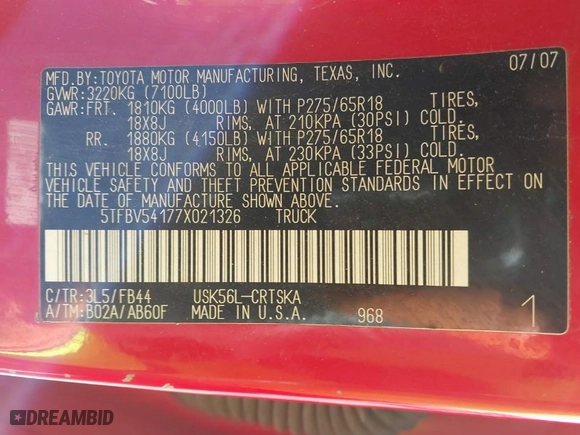 MFD.BY:TOYOTA MOTOR MANUFACTURING, TEXAS, INC. 07/07
GVWR:3220KG (7100LB)
GAWR:FRT. 1810KG (4000LB) WITH P275/65R18 TIRES,
18X8J RIMS, AT 210KPA (30PSI) COLD.
RR. 1880KG (4150LB) WITH P275/65R18 TIRES,
18X8J RIMS, AT 230KPA (33PSI) COLD.
THIS VEHICLE CONFORMS TO ALL APPLICABLE FEDERAL MOTOR
VEHICLE SAFETY AND THEFT PREVENTION STANDARDS IN EFFECT ON
THE DATE OF MANUFACTURE SHOWN ABOVE.
5TFBV54177X021326 TRUCK
C/TR:3L5/FB44 USK56L-CRTSKA
A/TM:B02A/AB60F MADE IN U.S.A. 968 1
DREAMBID